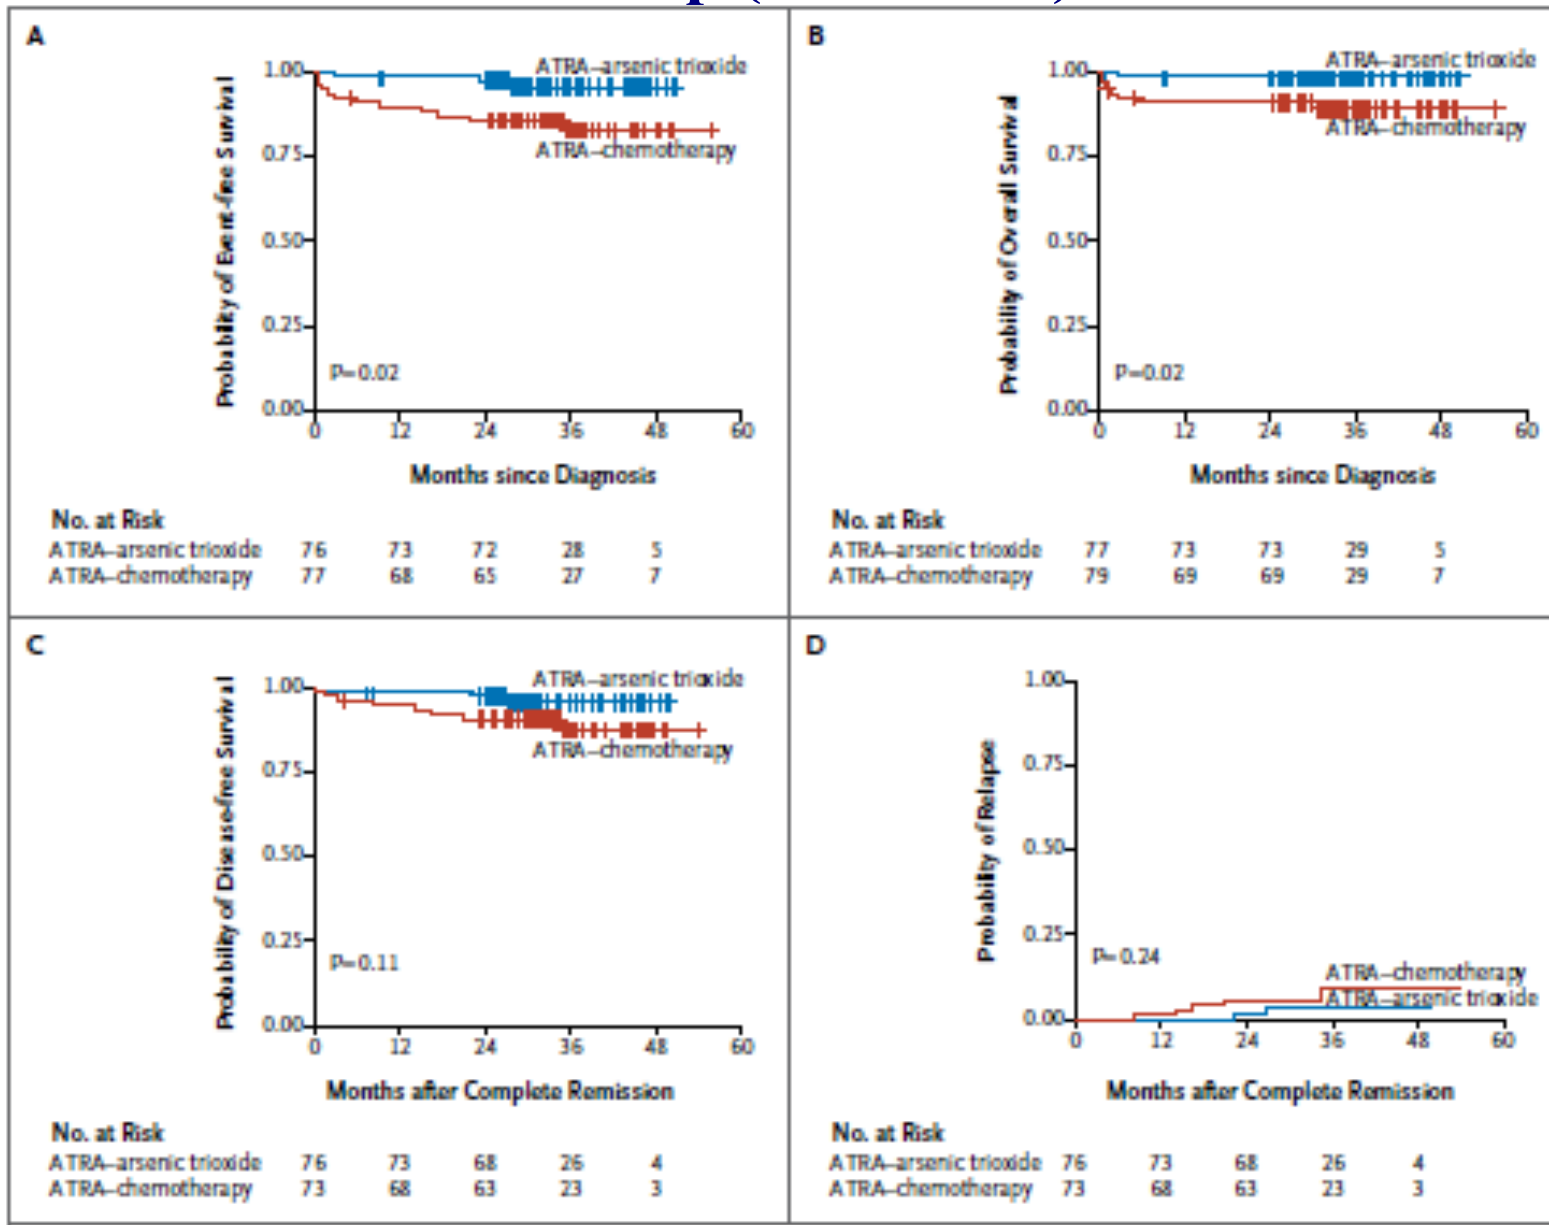 A
ATRA–arsenic trioxide
1.00
0.75
0.50
0.25
0.00
Probability of Event-free Survival
ATRA–chemotherapy
P=0.02
0 12 24 36 48 60
Months since Diagnosis
No. at Risk
ATRA–arsenic trioxide 76 73 72 28 5
ATRA–chemotherapy 77 68 65 27 7
B
ATRA–arsenic trioxide
1.00
0.75
0.50
0.25
0.00
Probability of Overall Survival
ATRA–chemotherapy
P=0.02
0 12 24 36 48 60
Months since Diagnosis
No. at Risk
ATRA–arsenic trioxide 77 73 73 29 5
ATRA–chemotherapy 79 69 69 29 7
C
ATRA–arsenic trioxide
1.00
0.75
0.50
0.25
0.00
Probability of Disease-free Survival
ATRA–chemotherapy
P=0.11
0 12 24 36 48 60
Months after Complete Remission
No. at Risk
ATRA–arsenic trioxide 76 73 68 26 4
ATRA–chemotherapy 73 68 63 23 3
D
1.00
0.75
0.50
0.25
0.00
Probability of Relapse
P=0.24
ATRA–chemotherapy
ATRA–arsenic trioxide
0 12 24 36 48 60
Months after Complete Remission
No. at Risk
ATRA–arsenic trioxide 76 73 68 26 4
ATRA–chemotherapy 73 68 63 23 3